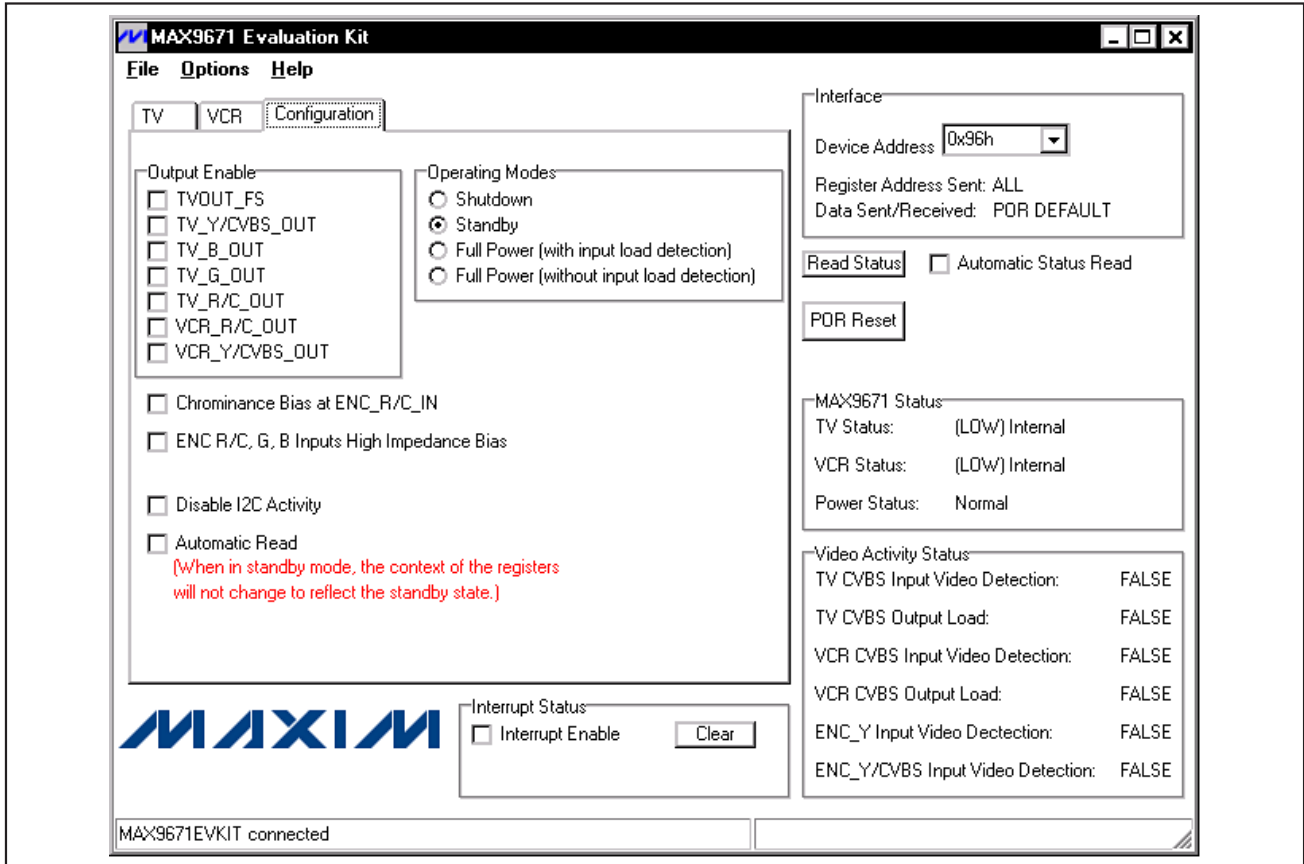 MAX9671 Evaluation Kit
File Options Help
TV VCR Configuration
Output Enable
TVOUT_FS
TV_Y/CVBS_OUT
TV_B_OUT
TV_G_OUT
TV_R/C_OUT
VCR_R/C_OUT
VCR_Y/CVBS_OUT
Operating Modes
Shutdown
Standby
Full Power (with input load detection)
Full Power (without input load detection)
Chrominance Bias at ENC_R/C_IN
ENC R/C, G, B Inputs High Impedance Bias
Disable I2C Activity
Automatic Read
(When in standby mode, the context of the registers
will not change to reflect the standby state.)
Interface
Device Address 0x96h
Register Address Sent: ALL
Data Sent/Received: POR DEFAULT
Read Status Automatic Status Read
POR Reset
MAX9671 Status
TV Status: (LOW) Internal
VCR Status: (LOW) Internal
Power Status: Normal
Video Activity Status
TV CVBS Input Video Detection: FALSE
TV CVBS Output Load: FALSE
VCR CVBS Input Video Detection: FALSE
VCR CVBS Output Load: FALSE
ENC_Y Input Video Dectection: FALSE
ENC_Y/CVBS Input Video Detection: FALSE
MAXIM
Interrupt Status
Interrupt Enable Clear
MAX9671EVKIT connected